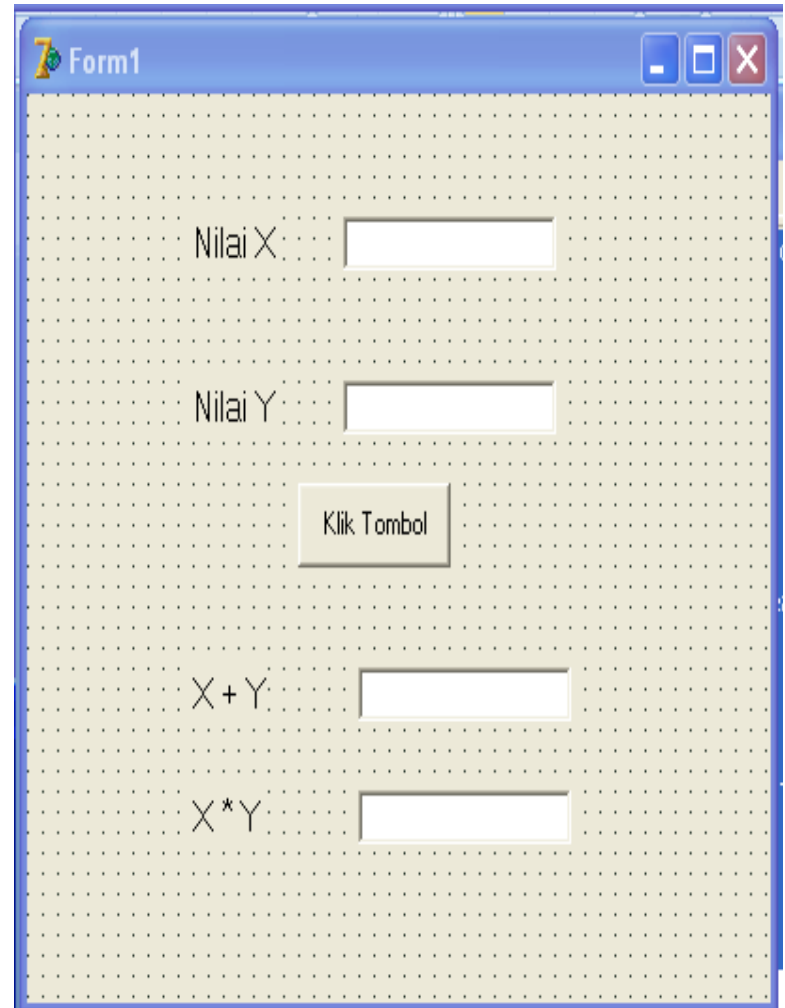 Form1
Nilai X
Nilai Y
Klik Tombol
X + Y
X * Y